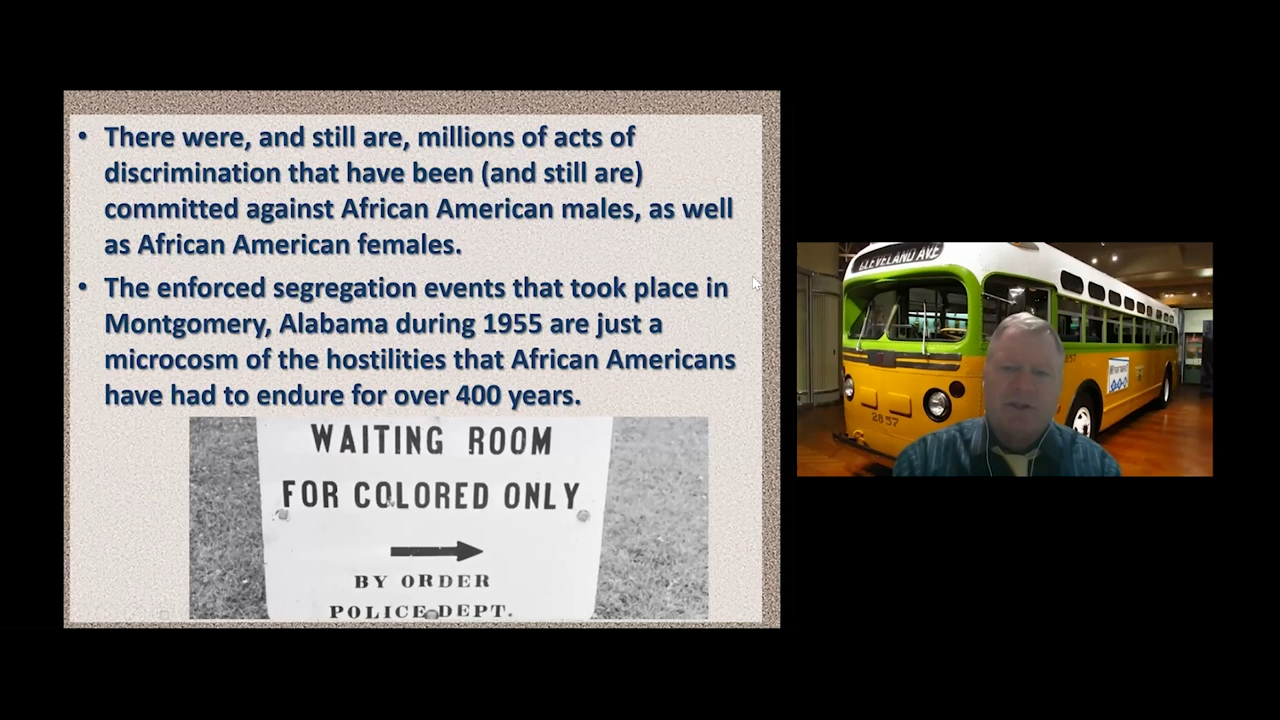 • There were, and still are, millions of acts of
discrimination that have been (and still are)
committed against African American males, as well
as African American females.
• The enforced segregation events that took place in
Montgomery, Alabama during 1955 are just a
microcosm of the hostilities that African Americans
have had to endure for over 400 years.
WAITING ROOM
FOR COLORED ONLY
BY ORDER
POLICE DEPT.
CLEVELAND AVE
2857